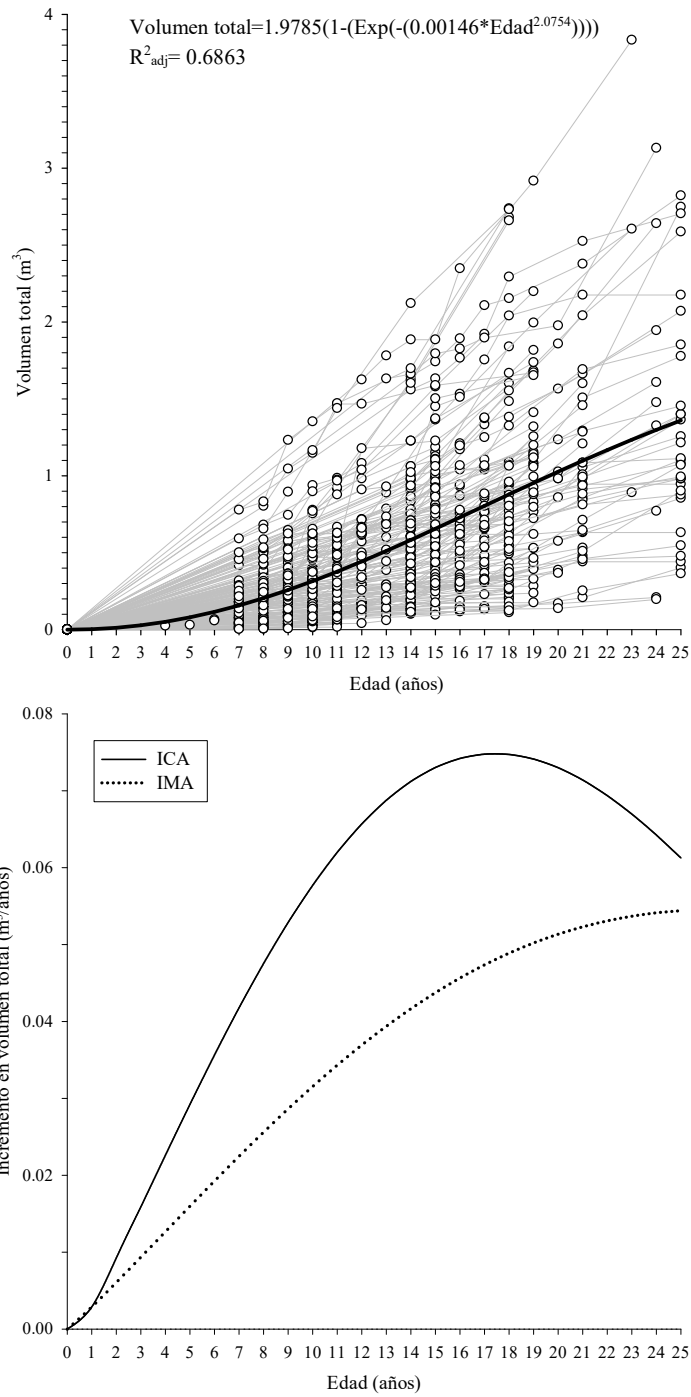 Volumen total=1.9785(1-(Exp(-(0.00146*Edad^2.0754))))
R²adj= 0.6863
4
3
2
1
0
Volumen total (m³)
0 1 2 3 4 5 6 7 8 9 10 11 12 13 14 15 16 17 18 19 20 21 22 23 24 25
Edad (años)
0.08
0.06
0.04
0.02
0.00
ICA
IMA
Incremento en volumen toltal (m³/años)
0 1 2 3 4 5 6 7 8 9 10 11 12 13 14 15 16 17 18 19 20 21 22 23 24 25
Edad (años)